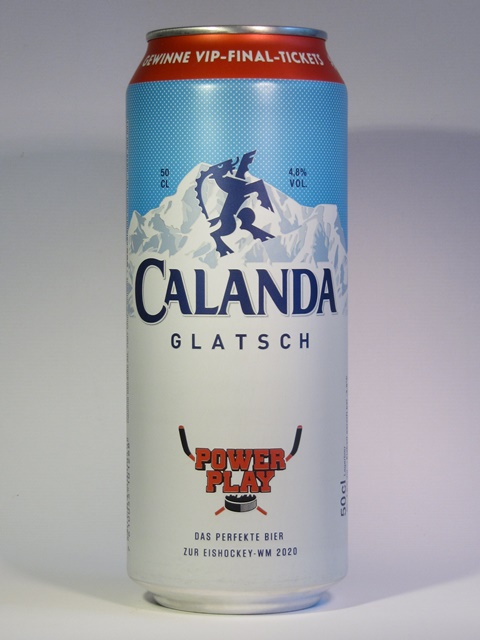 GEWINNE VIP-FINAL-TICKETS
50
CL
4,8%
VOL.
CALANDA
GLATSCH
POWER
PLAY
DAS PERFEKTE BIER
ZUR EISHOCKEY-WM 2020
50cl